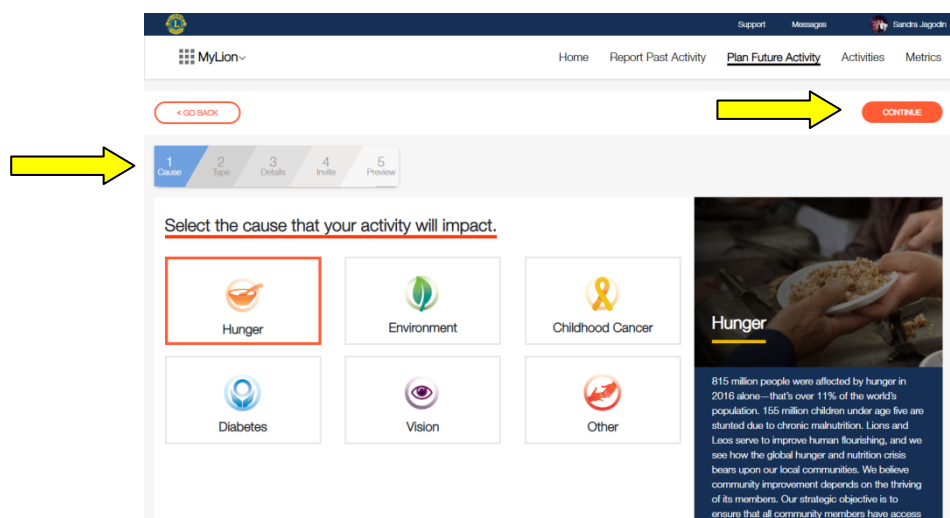 Support Messages Sandra Jagodin
MyLion
Home Report Past Activity Plan Future Activity Activities Metrics
< GO BACK
CONTINUE
1 2 3 4 5
Cause Type Details Invite Preview
Select the cause that your activity will impact.
Hunger Environment Childhood Cancer
Diabetes Vision Other
Hunger
815 million people were affected by hunger in
2016 alone—that's over 11% of the world's
population. 155 million children under age five are
stunted due to chronic malnutrition. Lions and
Leos serve to improve human flourishing, and we
see how the global hunger and nutrition crisis
bears upon our local communities. We believe
community improvement depends on the thriving
of its members. Our strategic objective is to
ensure that all community members have access